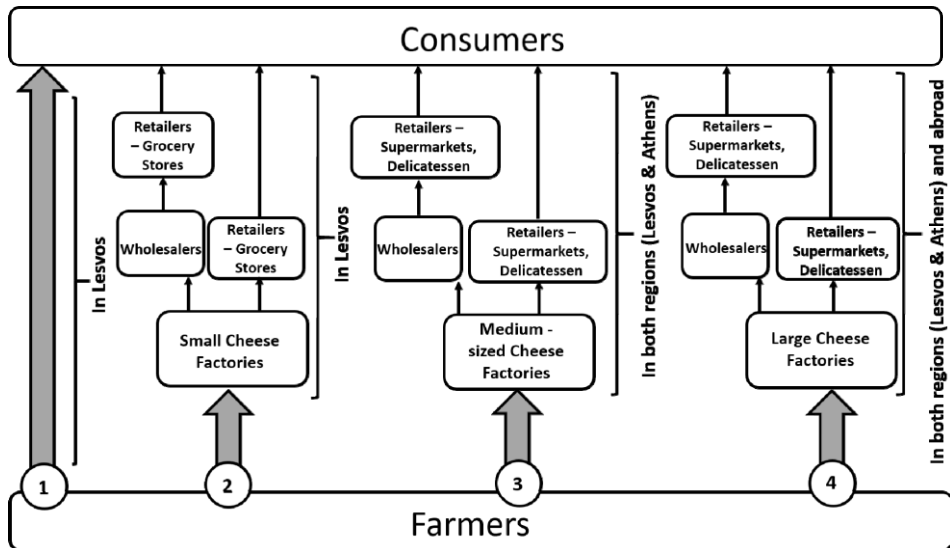 Consumers
In Lesvos
Retailers
– Grocery
Stores
Wholesalers
Retailers
– Grocery
Stores
Small Cheese
Factories
In Lesvos
Retailers –
Supermarkets,
Delicatessen
Wholesalers
Retailers –
Supermarkets,
Delicatessen
Medium -
sized Cheese
Factories
In both regions (Lesvos & Athens)
Retailers –
Supermarkets,
Delicatessen
Wholesalers
Retailers –
Supermarkets,
Delicatessen
Large Cheese
Factories
In both regions (Lesvos & Athens) and abroad
1
2
3
4
Farmers